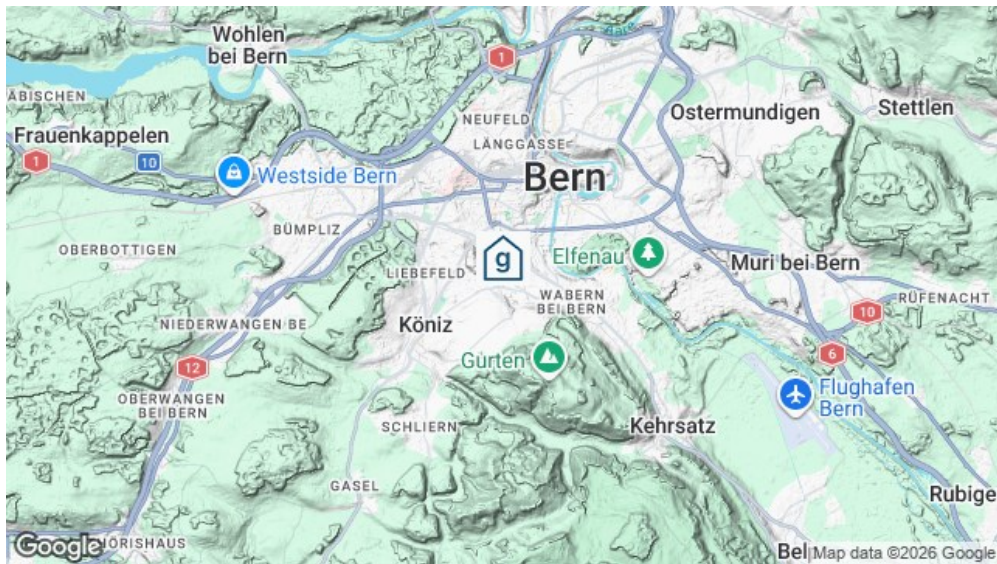 Wohlen
bei Bern
1
Aare
ÄBISCHEN
Ostermundigen
Stettlen
NEUFELD
Frauenkappelen
LÄNGGASSE
1
10
Westside Bern
Bern
BÜMPLIZ
OBERBOTTIGEN
LIEBEFELD
g
Elfenau
Muri bei Bern
WABERN
BEI BERN
RÜFENACHT
10
NIEDERWANGEN BE
Köniz
Gurten
6
12
OBERWANGEN
BEI BERN
Flughafen
Bern
SCHLIERN
Kehrsatz
GASEL
Rubige
Google
HÖRISHAUS
Bel
Map data ©2026 Google